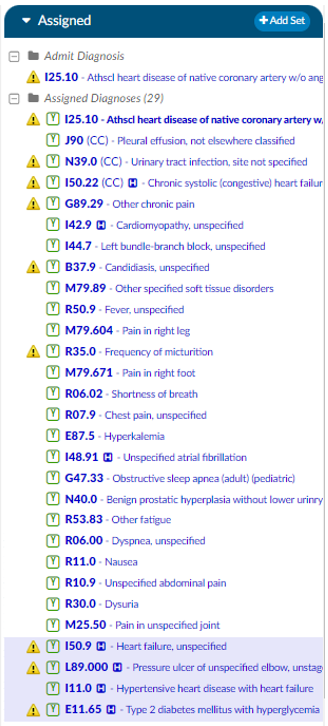 Assigned
+ Add Set
Admit Diagnosis
I25.10 - Athscl heart disease of native coronary artery w/o ang
Assigned Diagnoses (29)
Y I25.10 - Athscl heart disease of native coronary artery w.
Y J90 (CC) - Pleural effusion, not elsewhere classified
Y N39.0 (CC) - Urinary tract infection, site not specified
Y I50.22 (CC) H - Chronic systolic (congestive) heart failur
Y G89.29 - Other chronic pain
Y I42.9 H - Cardiomyopathy, unspecified
Y I44.7 - Left bundle-branch block, unspecified
Y B37.9 - Candidiasis, unspecified
Y M79.89 - Other specified soft tissue disorders
Y R50.9 - Fever, unspecified
Y M79.604 - Pain in right leg
Y R35.0 - Frequency of micturition
Y M79.671 - Pain in right foot
Y R06.02 - Shortness of breath
Y R07.9 - Chest pain, unspecified
Y E87.5 - Hyperkalemia
Y I48.91 H - Unspecified atrial fibrillation
Y G47.33 - Obstructive sleep apnea (adult) (pediatric)
Y N40.0 - Benign prostatic hyperplasia without lower urinry
Y R53.83 - Other fatigue
Y R06.00 - Dyspnea, unspecified
Y R11.0 - Nausea
Y R10.9 - Unspecified abdominal pain
Y R30.0 - Dysuria
Y M25.50 - Pain in unspecified joint
Y I50.9 H - Heart failure, unspecified
Y L89.000 H - Pressure ulcer of unspecified elbow, unstag
Y I11.0 H - Hypertensive heart disease with heart failure
Y E11.65 H - Type 2 diabetes mellitus with hyperglycemia